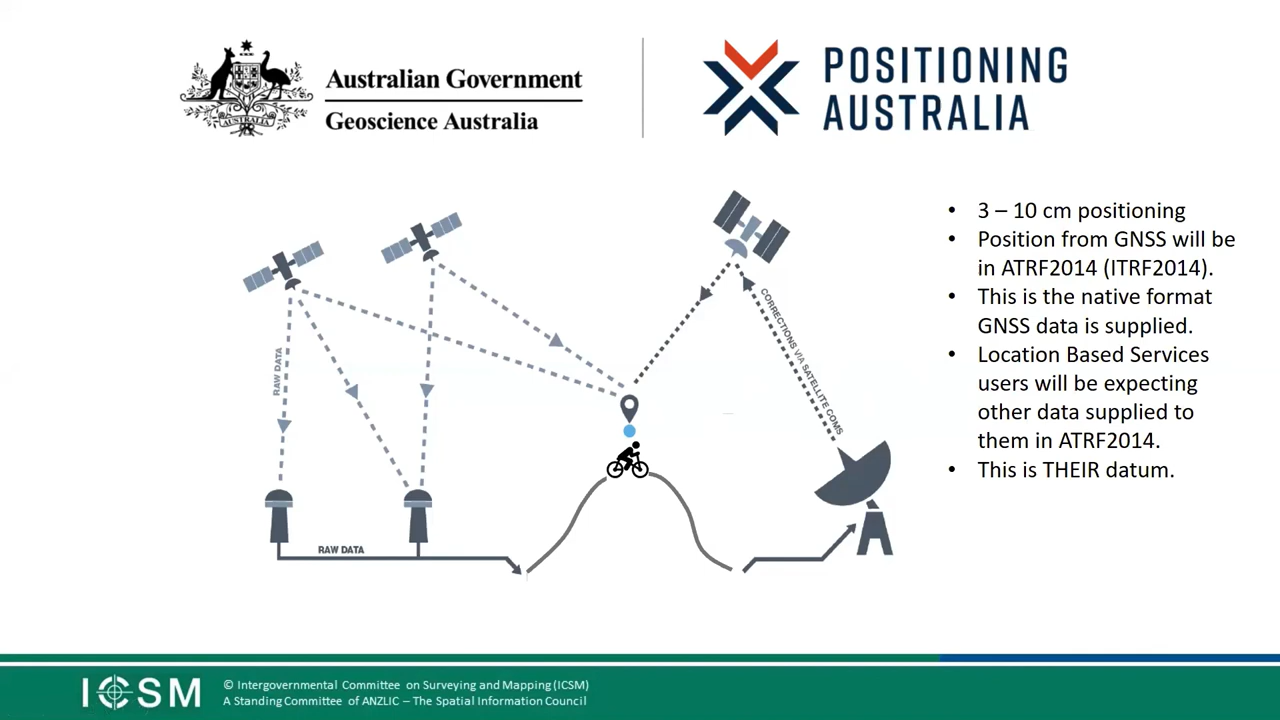 Australian Government
Geoscience Australia
POSITIONING
AUSTRALIA
AUSTRALIA
RAW DATA
RAW DATA
CORRECTIONS VIA SATELLITE COMS
• 3 – 10 cm positioning
• Position from GNSS will be
in ATRF2014 (ITRF2014).
• This is the native format
GNSS data is supplied.
• Location Based Services
users will be expecting
other data supplied to
them in ATRF2014.
• This is THEIR datum.
ICSM
© Intergovernmental Committee on Surveying and Mapping (ICSM)
A Standing Committee of ANZLIC – The Spatial Information Council